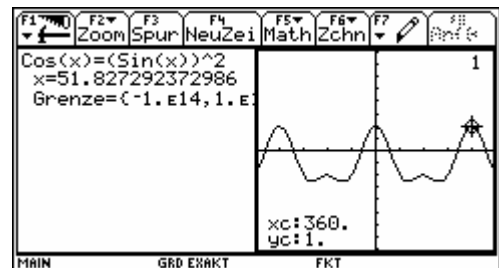 F1 F2 F3 F4 F5 F6 F7
Zoom Spur NeuZei Math Zchn
Cos(x)=(Sin(x))^2
x=51.827292372986
Grenze={-1.E14,1.E
1
xc:360.
yc:1.
MAIN GRD EXAKT FKT